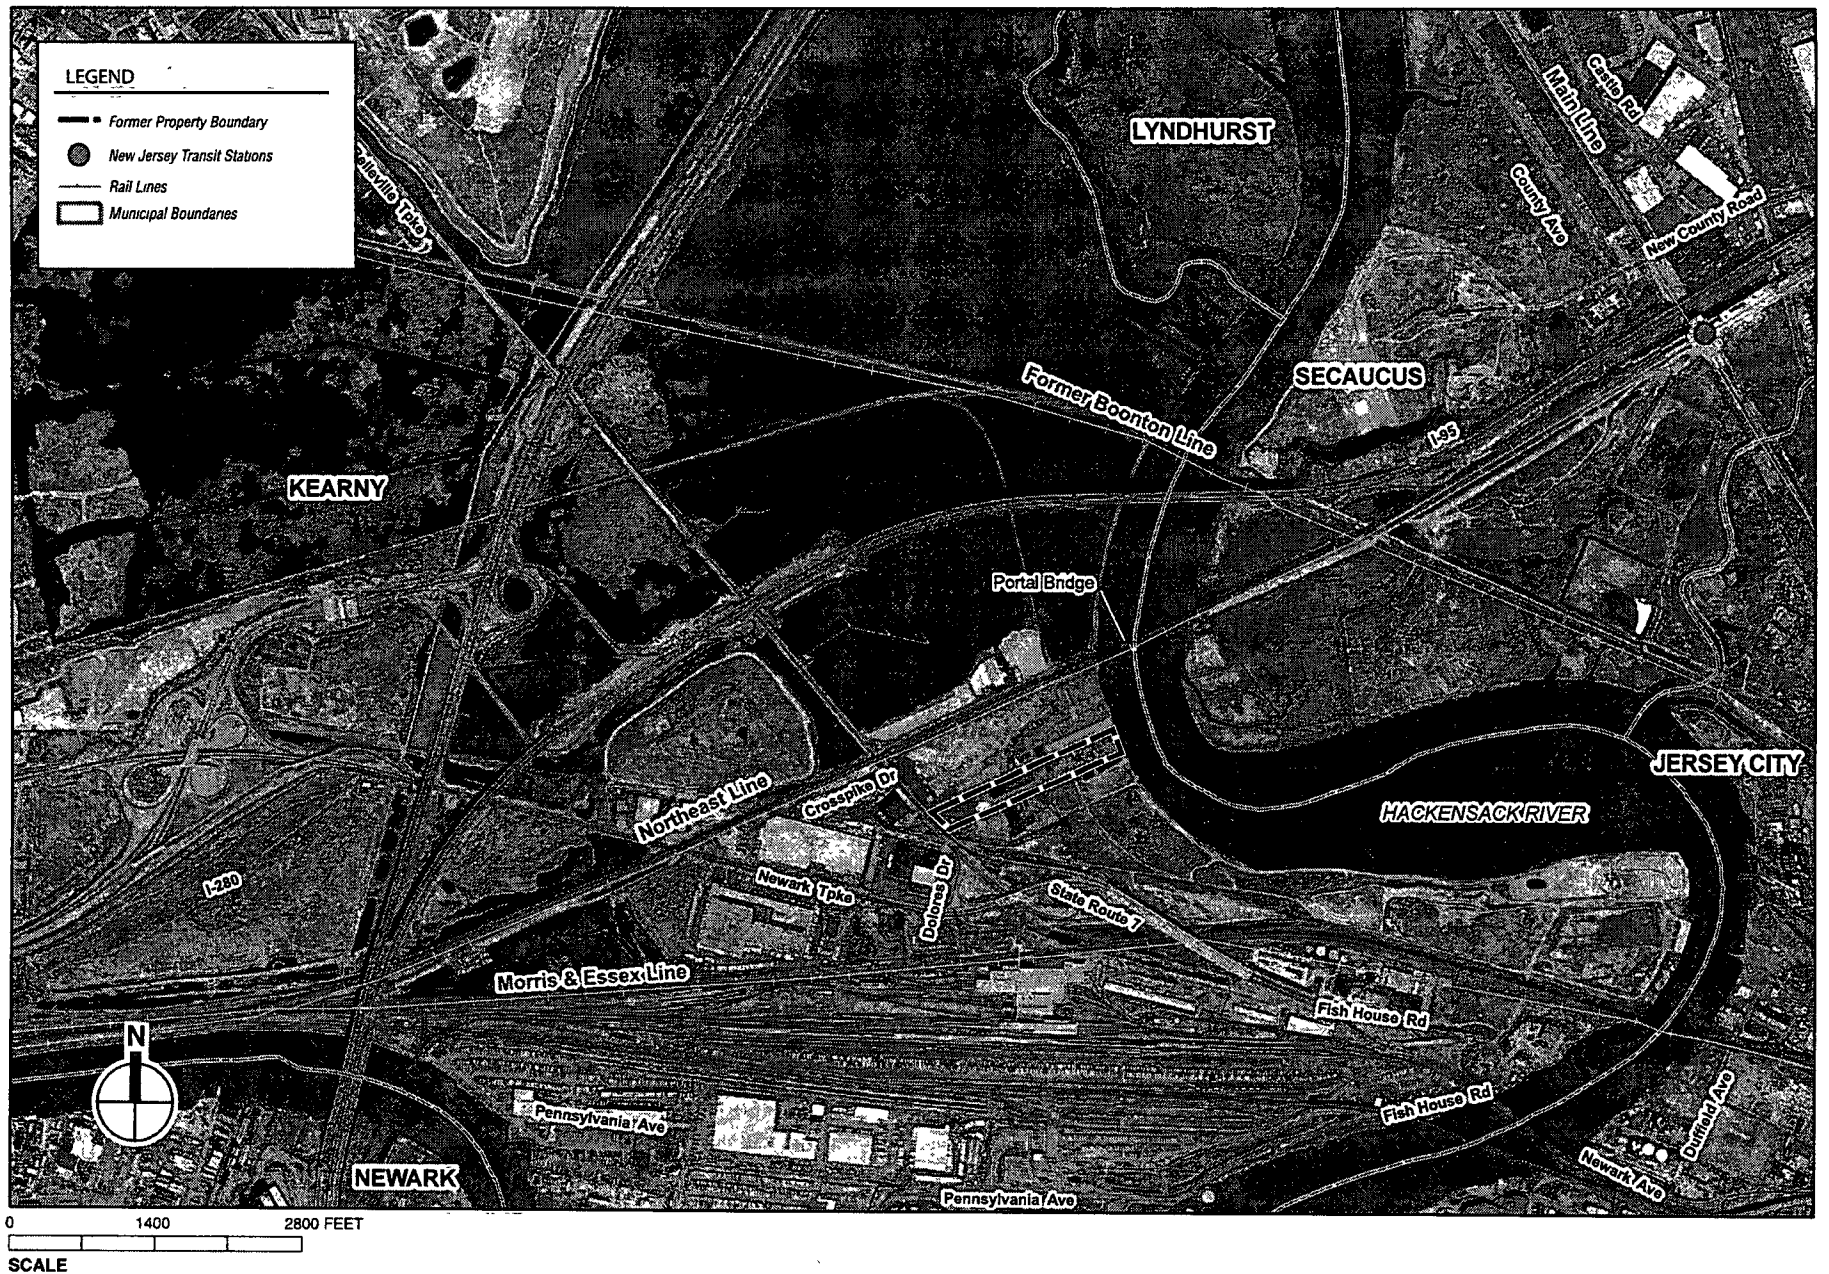 LEGEND
Former Property Boundary
New Jersey Transit Stations
Rail Lines
Municipal Boundaries
Tpke
LYNDHURST
Main Line
Castle Rd
County Ave
New County Road
Former Boonton Line
SECAUCUS
I-95
KEARNY
Portal Bridge
JERSEY CITY
HACKENSACK RIVER
Northeast Line
Crosspike Dr
Newark Tpke
Dolores Dr
State Route 7
I-280
Morris & Essex Line
Fish House Rd
N
Pennsylvania Ave
Fish House Rd
Duffield Ave
Newark Ave
NEWARK
Pennsylvania Ave
0 1400 2800 FEET
SCALE